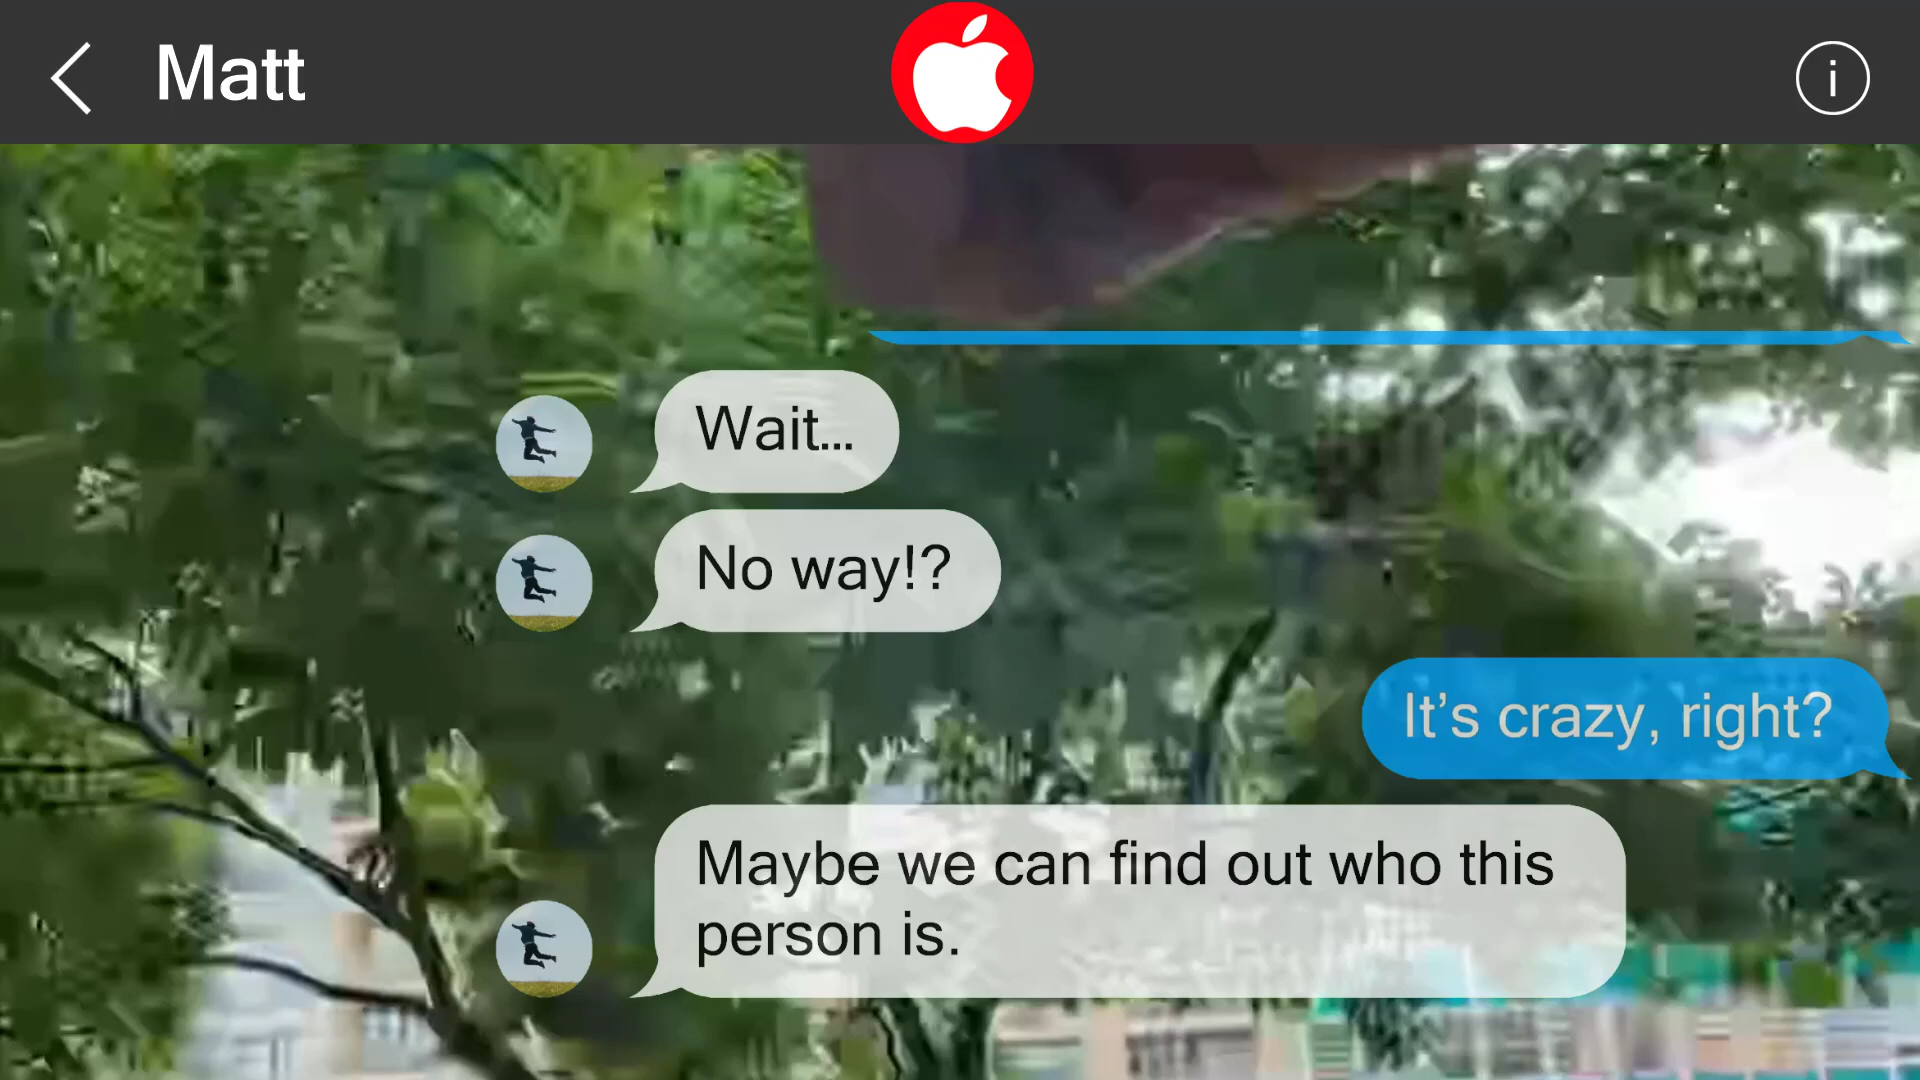 Matt
i
Wait...
No way!?
It’s crazy, right?
Maybe we can find out who this
person is.